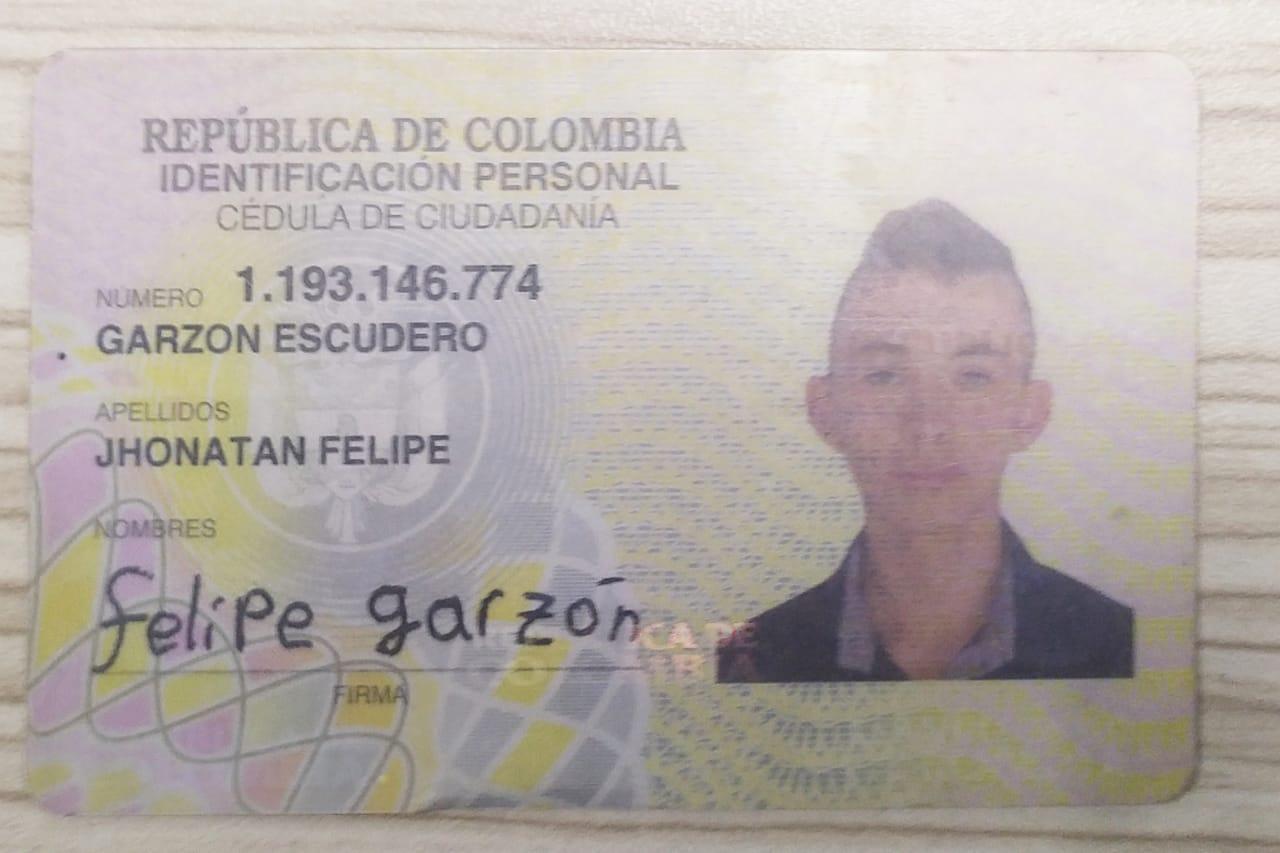 REPÚBLICA DE COLOMBIA
IDENTIFICACIÓN PERSONAL
CÉDULA DE CIUDADANÍA
NÚMERO 1.193.146.774
GARZON ESCUDERO
APELLIDOS
JHONATAN FELIPE
NOMBRES
felipe garzón
FIRMA